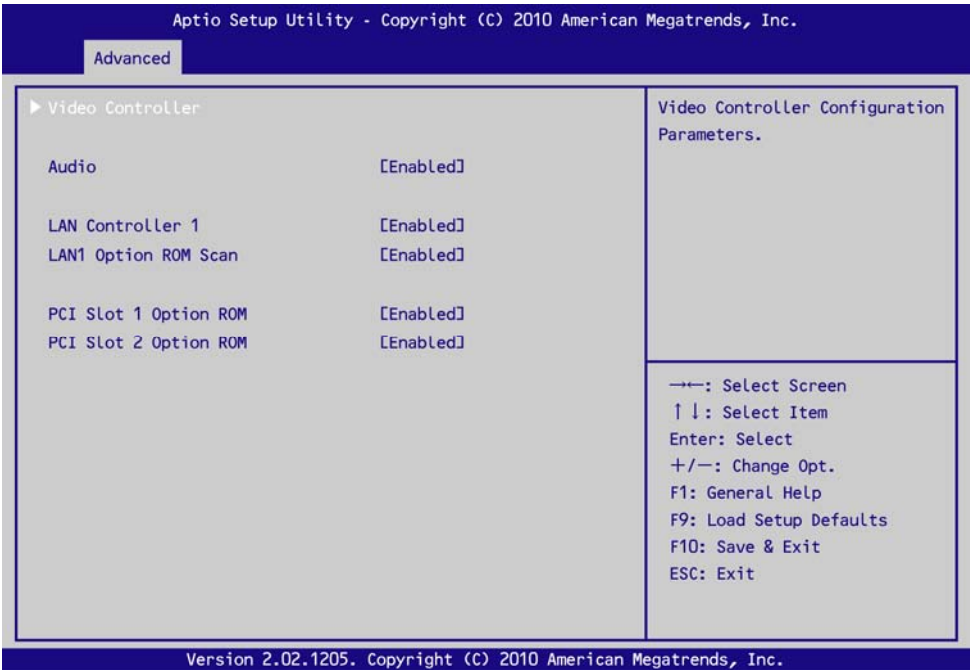 Aptio Setup Utility - Copyright (C) 2010 American Megatrends, Inc.
Advanced
▶ Video Controller
Audio [Enabled]
LAN Controller 1 [Enabled]
LAN1 Option ROM Scan [Enabled]
PCI Slot 1 Option ROM [Enabled]
PCI Slot 2 Option ROM [Enabled]
Video Controller Configuration
Parameters.
→←: Select Screen
↑↓: Select Item
Enter: Select
+/-: Change Opt.
F1: General Help
F9: Load Setup Defaults
F10: Save & Exit
ESC: Exit
Version 2.02.1205. Copyright (C) 2010 American Megatrends, Inc.